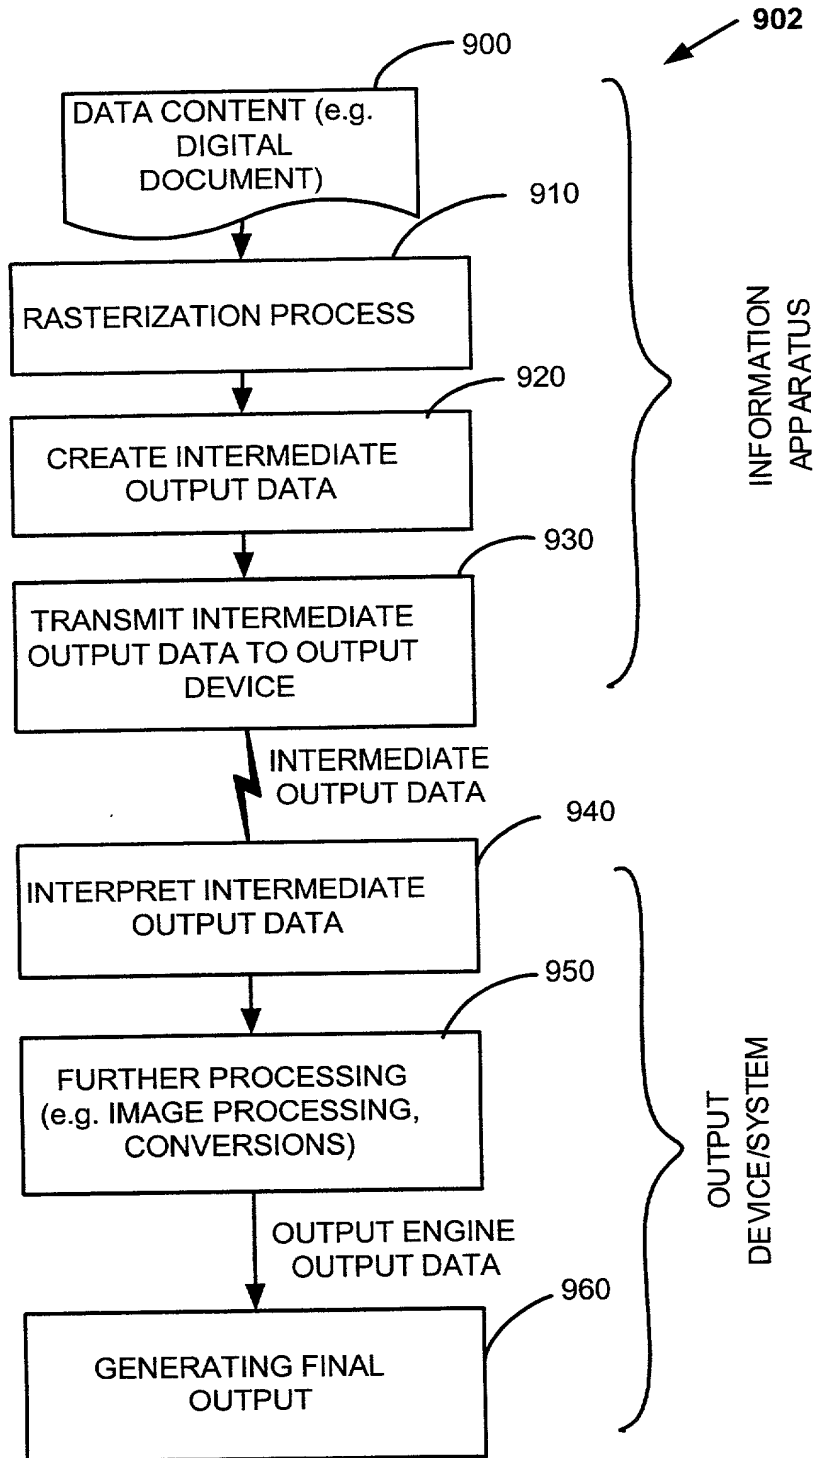 902
900
DATA CONTENT (e.g.
DIGITAL
DOCUMENT)
910
RASTERIZATION PROCESS
920
CREATE INTERMEDIATE
OUTPUT DATA
930
TRANSMIT INTERMEDIATE
OUTPUT DATA TO OUTPUT
DEVICE
INFORMATION
APPARATUS
INTERMEDIATE
OUTPUT DATA
940
INTERPRET INTERMEDIATE
OUTPUT DATA
950
FURTHER PROCESSING
(e.g. IMAGE PROCESSING,
CONVERSIONS)
OUTPUT
DEVICE/SYSTEM
OUTPUT ENGINE
OUTPUT DATA
960
GENERATING FINAL
OUTPUT